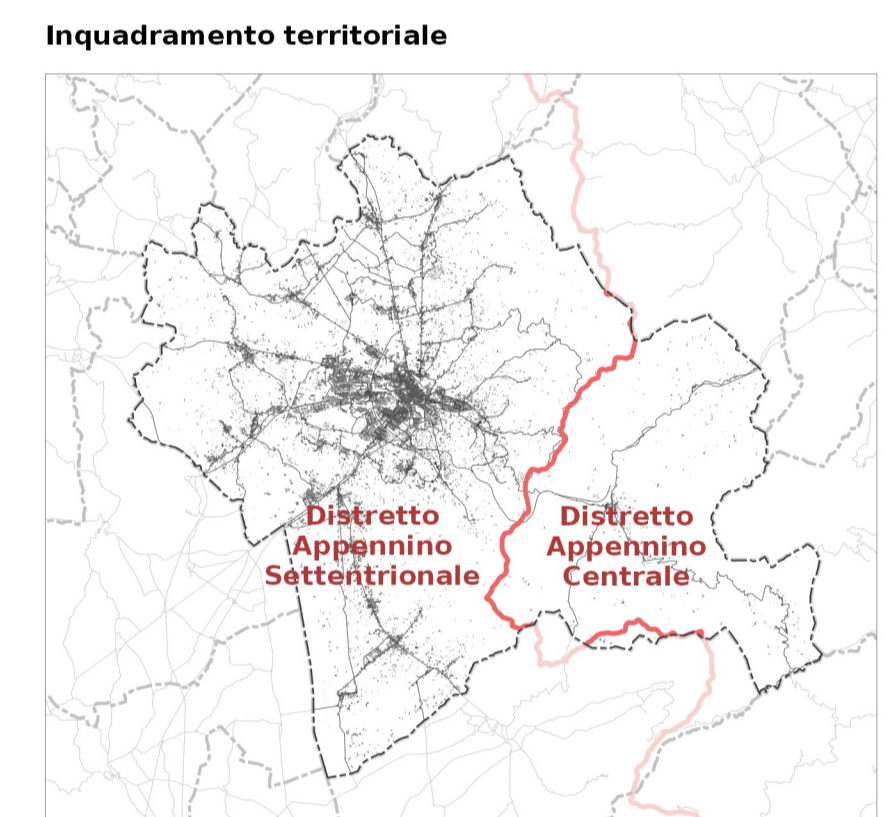 Inquadramento territoriale
Distretto
Appennino
Settentrionale
Distretto
Appennino
Centrale